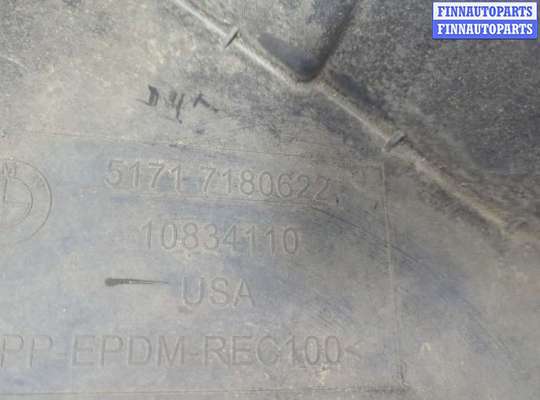 FINNAUTOPARTS
FINNAUTOPARTS
M
5171 7180622
10834110
USA
PP-EPDM-REC100<